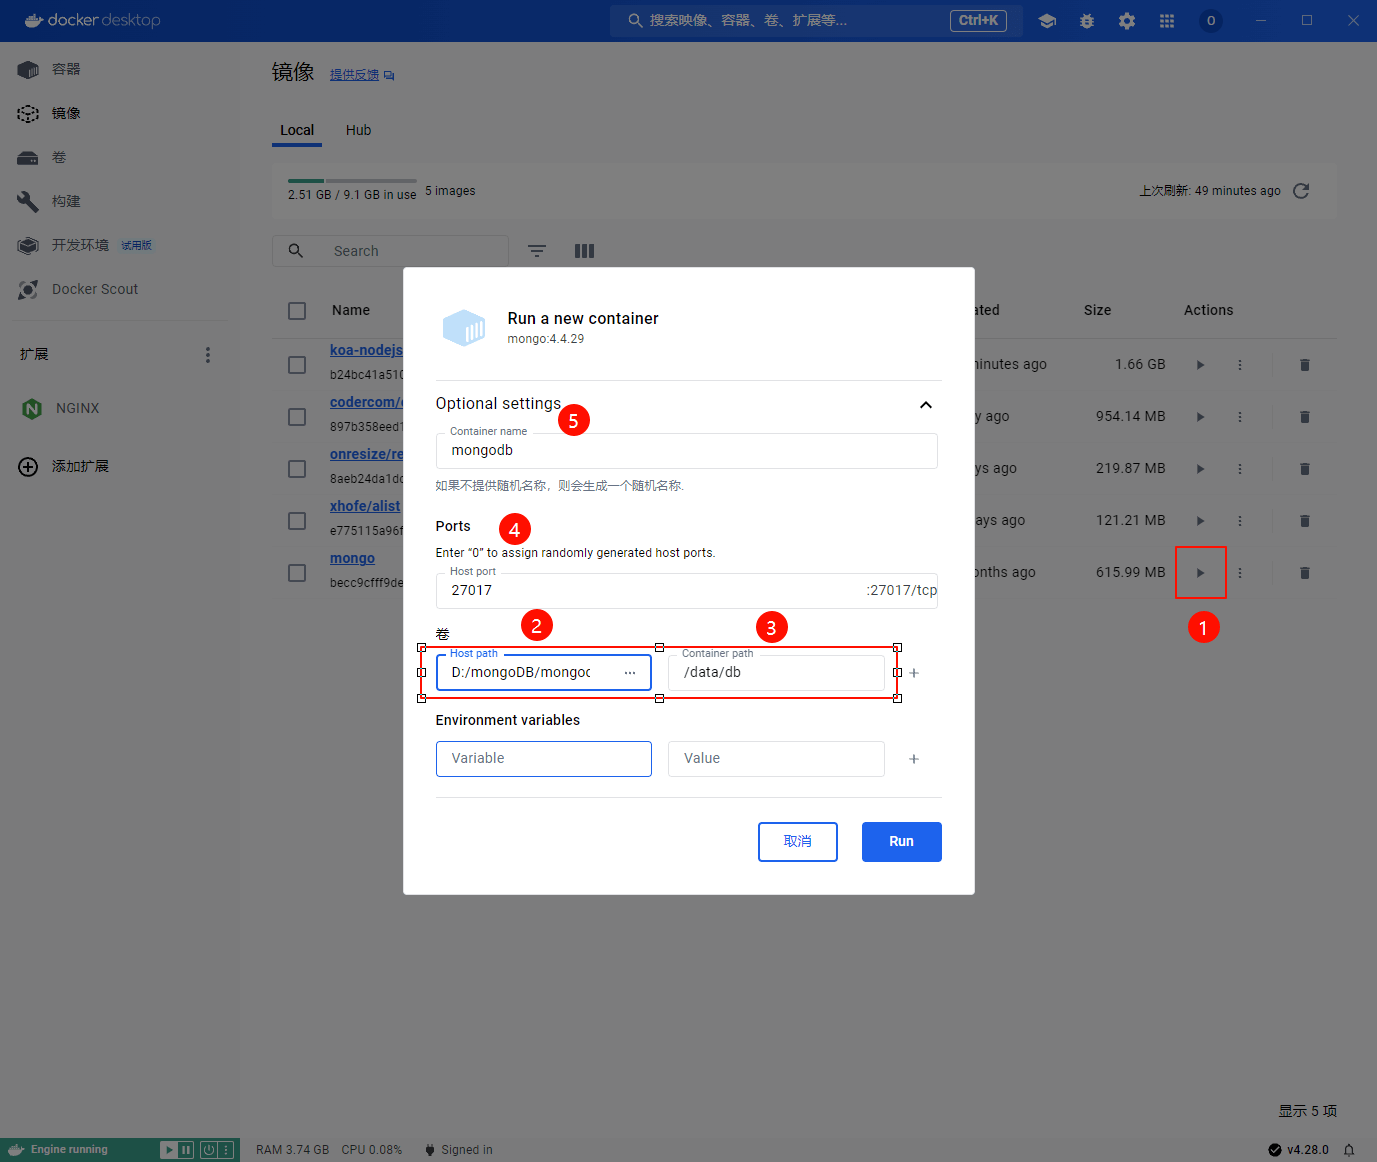 docker desktop
搜索映像、容器、卷、扩展等...
Ctrl+K
O
容器
镜像
卷
构建
开发环境 试用版
Docker Scout
扩展
NGINX
添加扩展
镜像 提供反馈
Local Hub
2.51 GB / 9.1 GB in use 5 images
上次刷新: 49 minutes ago
Search
Name
Size
Actions
koa-nodejs
b24bc41a510
1.66 GB
coder.com
897b358eed1
y ago
954.14 MB
onresize/re
8aeb24da1dc
ys ago
219.87 MB
xhofe/alist
e775115a96f
ays ago
121.21 MB
mongo
becc9cfff9de
onths ago
615.99 MB
1
Run a new container
mongo:4.4.29
Optional settings
5
Container name
mongodb
如果不提供随机名称，则会生成一个随机名称.
Ports
4
Enter “0” to assign randomly generated host ports.
Host port
27017
:27017/tcp
卷
2
3
Host path
D:/mongoDB/mongoc
...
Container path
/data/db
Environment variables
Variable
Value
取消
Run
显示 5 项
Engine running
RAM 3.74 GB CPU 0.08% Signed in
v4.28.0